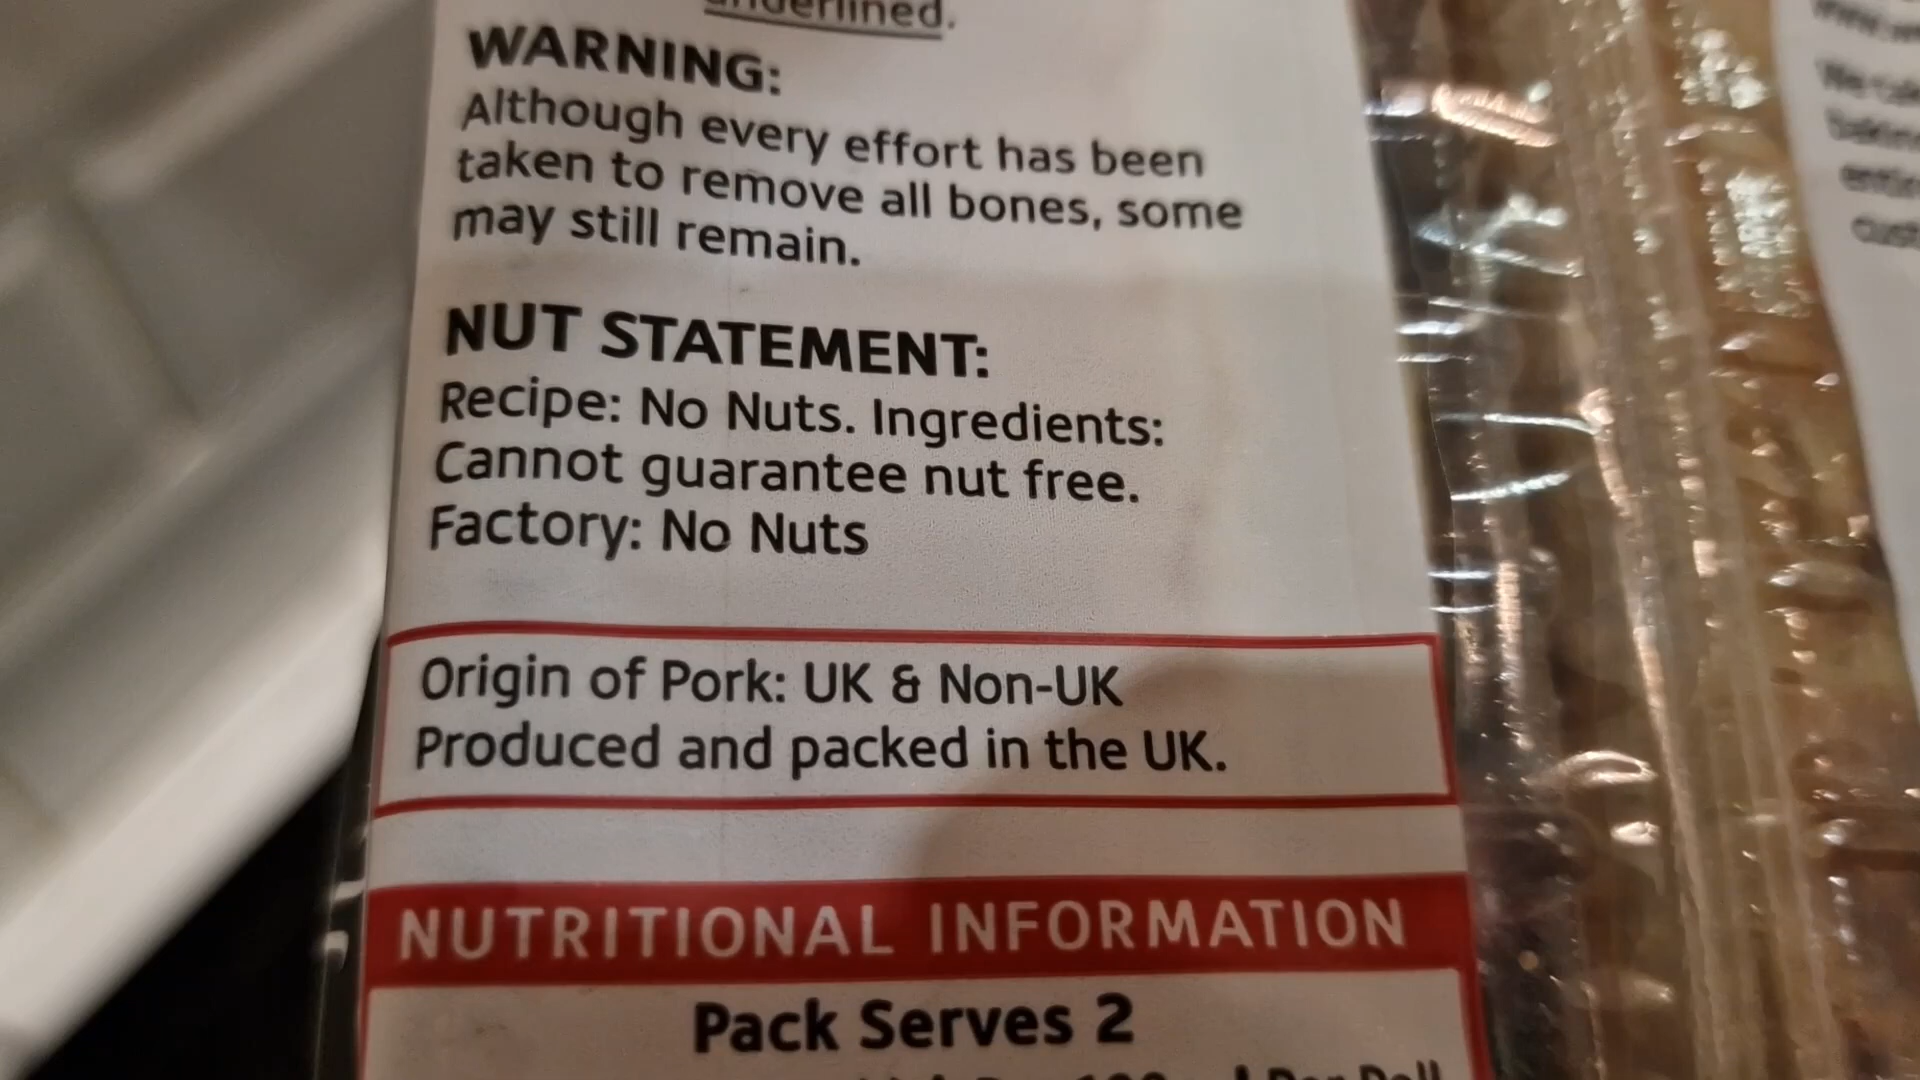 underlined.
WARNING:
Although every effort has been
taken to remove all bones, some
may still remain.
NUT STATEMENT:
Recipe: No Nuts. Ingredients:
Cannot guarantee nut free.
Factory: No Nuts
Origin of Pork: UK & Non-UK
Produced and packed in the UK.
NUTRITIONAL INFORMATION
Pack Serves 2
Per Roll